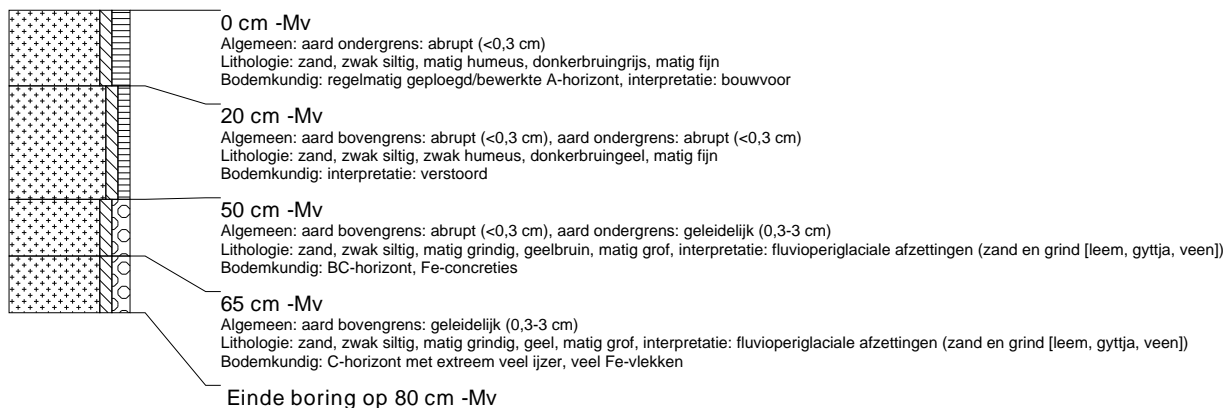 0 cm -Mv
Algemeen: aard ondergrens: abrupt (<0,3 cm)
Lithologie: zand, zwak siltig, matig humeus, donkerbruingrijs, matig fijn
Bodemkundig: regelmatig geploegd/bewerkte A-horizont, interpretatie: bouwvoor
20 cm -Mv
Algemeen: aard bovengrens: abrupt (<0,3 cm), aard ondergrens: abrupt (<0,3 cm)
Lithologie: zand, zwak siltig, zwak humeus, donkerbruingeel, matig fijn
Bodemkundig: interpretatie: verstoord
50 cm -Mv
Algemeen: aard bovengrens: abrupt (<0,3 cm), aard ondergrens: geleidelijk (0,3-3 cm)
Lithologie: zand, zwak siltig, matig grindig, geelbruin, matig grof, interpretatie: fluvioperiglaciale afzettingen (zand en grind [leem, gyttja, veen])
Bodemkundig: BC-horizont, Fe-concreties
65 cm -Mv
Algemeen: aard bovengrens: geleidelijk (0,3-3 cm)
Lithologie: zand, zwak siltig, matig grindig, geel, matig grof, interpretatie: fluvioperiglaciale afzettingen (zand en grind [leem, gyttja, veen])
Bodemkundig: C-horizont met extreem veel ijzer, veel Fe-vlekken
Einde boring op 80 cm -Mv